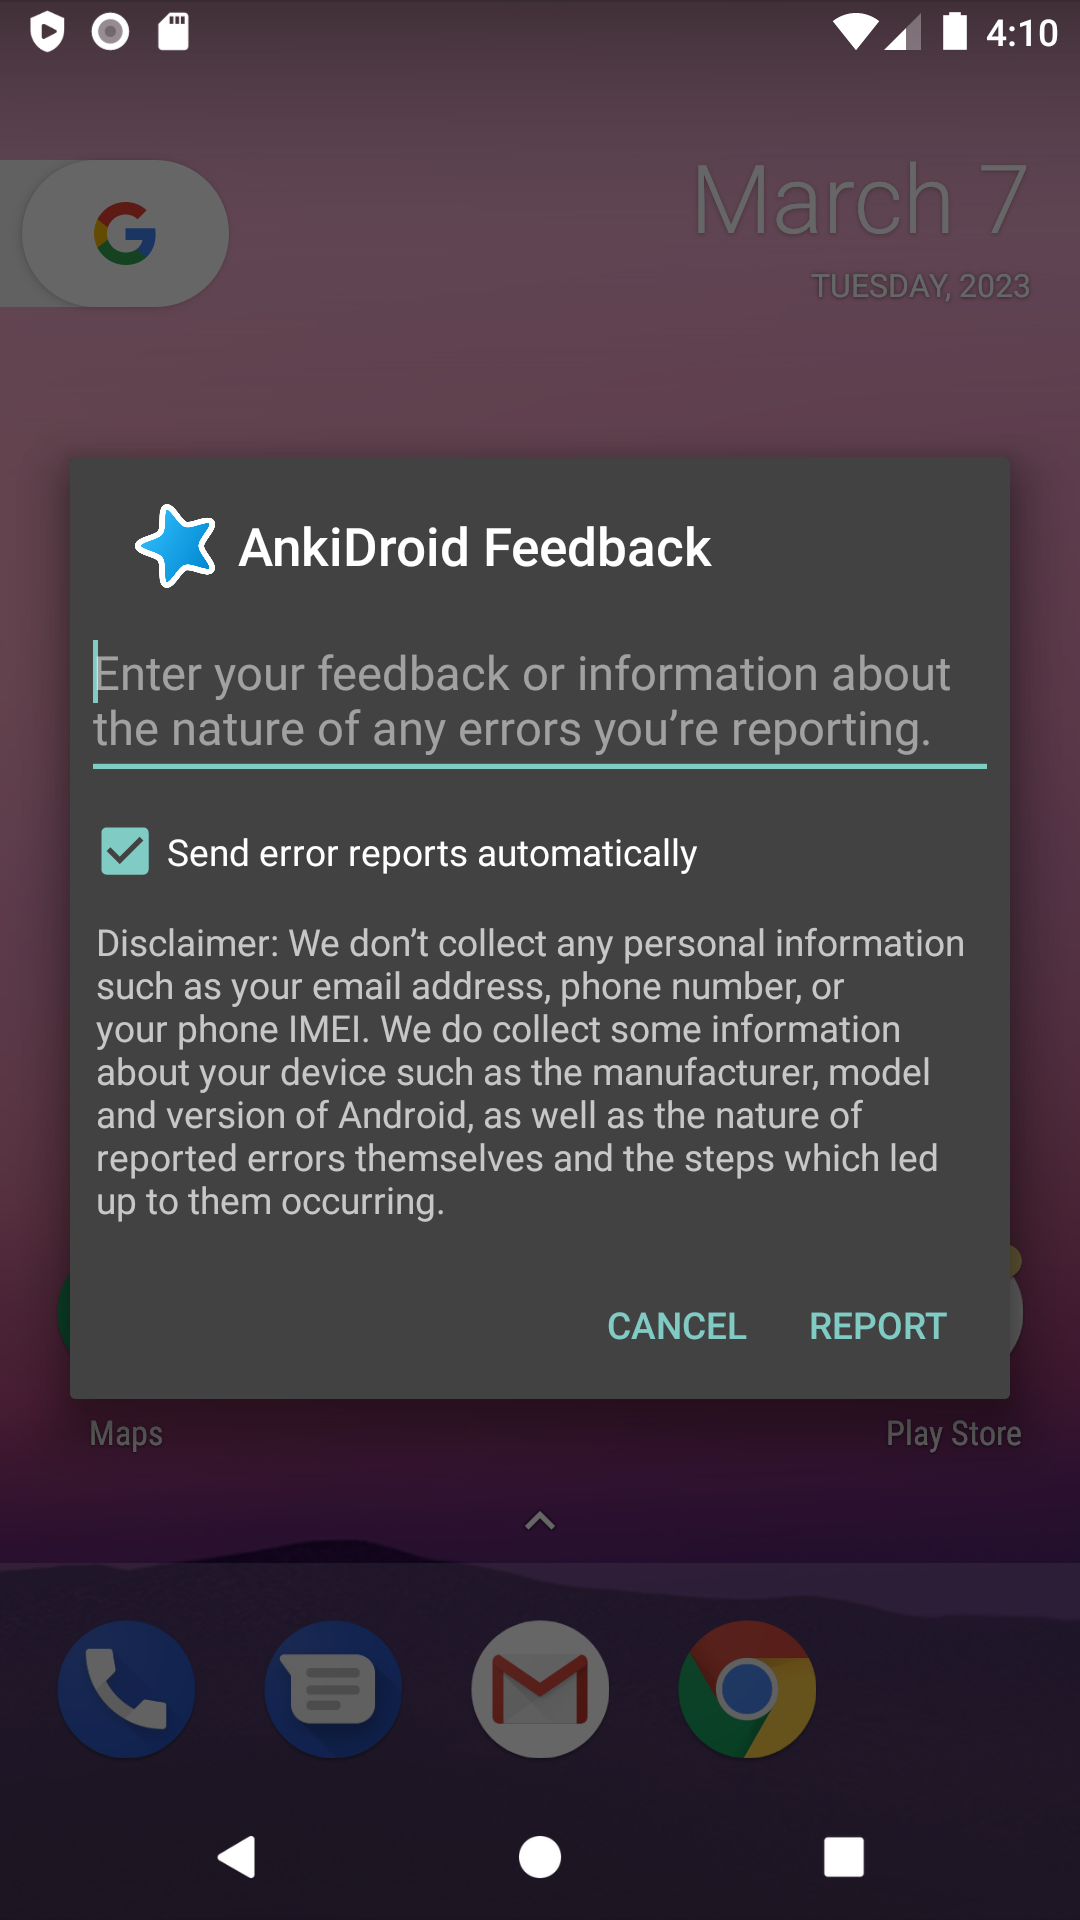 4:10
March 7
TUESDAY, 2023
AnkiDroid Feedback
Enter your feedback or information about
the nature of any errors you’re reporting.
Send error reports automatically
Disclaimer: We don’t collect any personal information
such as your email address, phone number, or
your phone IMEI. We do collect some information
about your device such as the manufacturer, model
and version of Android, as well as the nature of
reported errors themselves and the steps which led
up to them occurring.
CANCEL REPORT
Maps Play Store